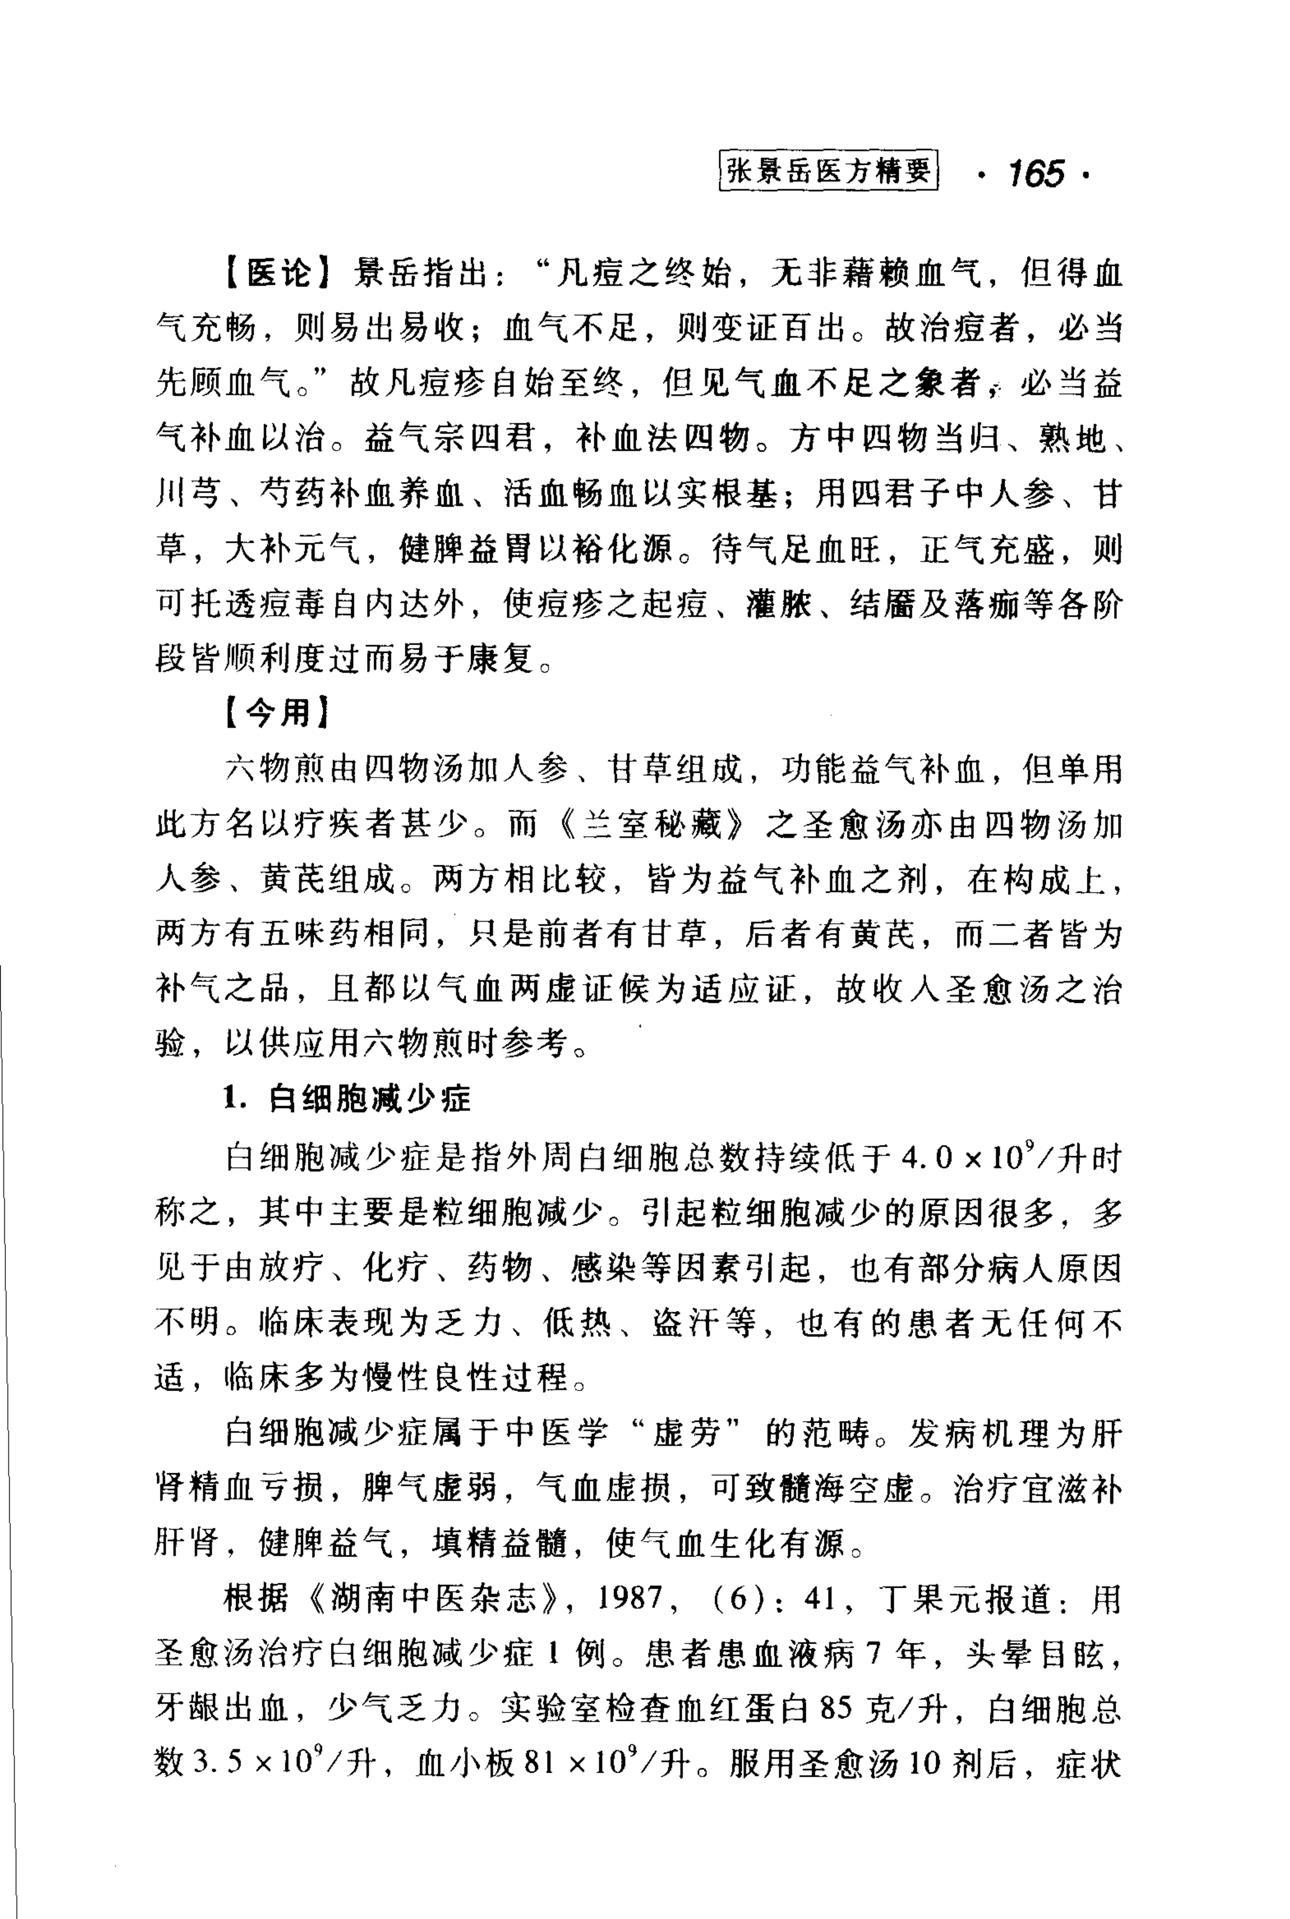 张景岳医方精要 · 165 ·
【医论】 景岳指出：“凡痘之终始，无非藉赖血气，但得血
气充畅，则易出易收；血气不足，则变证百出。故治痘者，必当
先顾血气。”故凡痘疹自始至终，但见气血不足之象者，必当益
气补血以治。益气宗四君，补血法四物。方中四物当归、熟地、
川芎、芍药补血养血、活血畅血以实根基；用四君子中人参、甘
草，大补元气，健脾益胃以裕化源。待气足血旺，正气充盛，则
可托透痘毒自内达外，使痘疹之起痘、灌脓、结靥及落痂等各阶
段皆顺利度过而易于康复。
【今用】
六物煎由四物汤加人参、甘草组成，功能益气补血，但单用
此方名以疗疾者甚少。而《兰室秘藏》之圣愈汤亦由四物汤加
人参、黄芪组成。两方相比较，皆为益气补血之剂，在构成上，
两方有五味药相同，只是前者有甘草，后者有黄芪，而二者皆为
补气之品，且都以气血两虚证候为适应证，故收入圣愈汤之治
验，以供应用六物煎时参考。
1. 白细胞减少症
白细胞减少症是指外周白细胞总数持续低于 4.0×10⁹/升时
称之，其中主要是粒细胞减少。引起粒细胞减少的原因很多，多
见于由放疗、化疗、药物、感染等因素引起，也有部分病人原因
不明。临床表现为乏力、低热、盗汗等，也有的患者无任何不
适，临床多为慢性良性过程。
白细胞减少症属于中医学“虚劳”的范畴。发病机理为肝
肾精血亏损，脾气虚弱，气血虚损，可致髓海空虚。治疗宜滋补
肝肾，健脾益气，填精益髓，使气血生化有源。
根据《湖南中医杂志》，1987，（6）：41，丁果元报道：用
圣愈汤治疗白细胞减少症 1 例。患者患血液病 7 年，头晕目眩，
牙龈出血，少气乏力。实验室检查血红蛋白 85 克/升，白细胞总
数 3.5×10⁹/升，血小板 81×10⁹/升。服用圣愈汤 10 剂后，症状